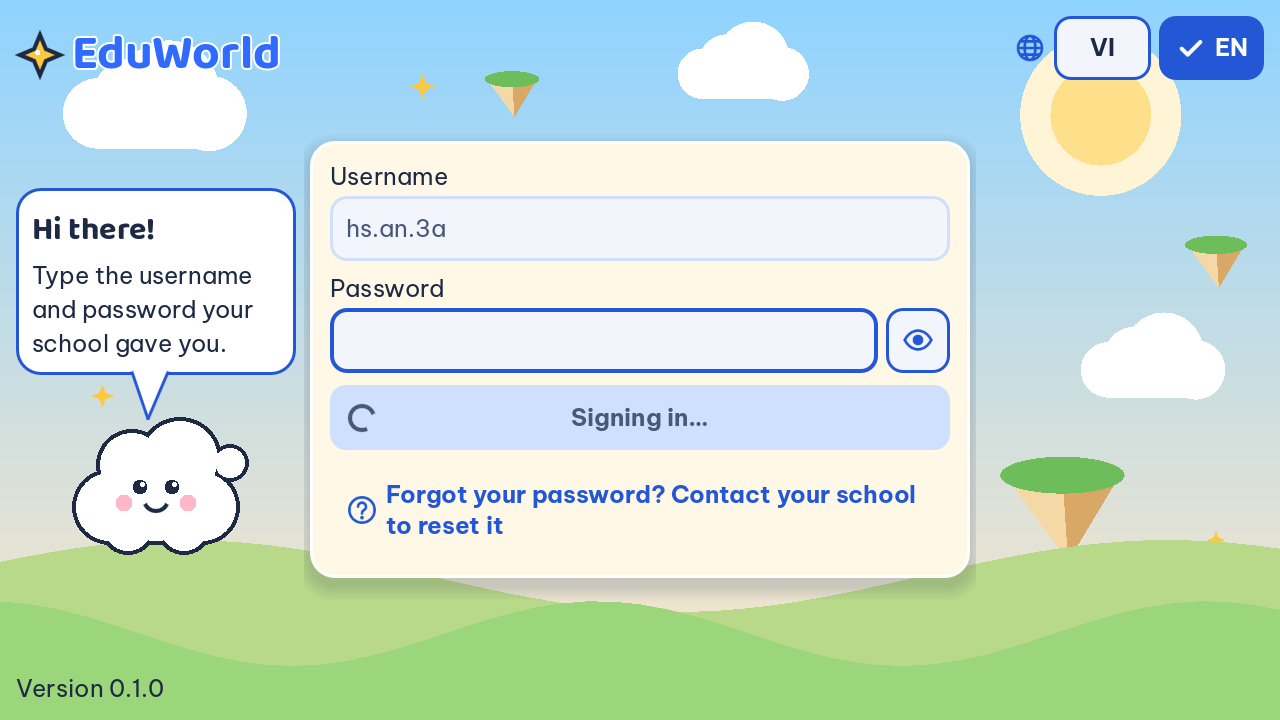 EduWorld
VI
EN
Hi there!
Type the username
and password your
school gave you.
Username
hs.an.3a
Password
Signing in...
Forgot your password? Contact your school
to reset it
Version 0.1.0